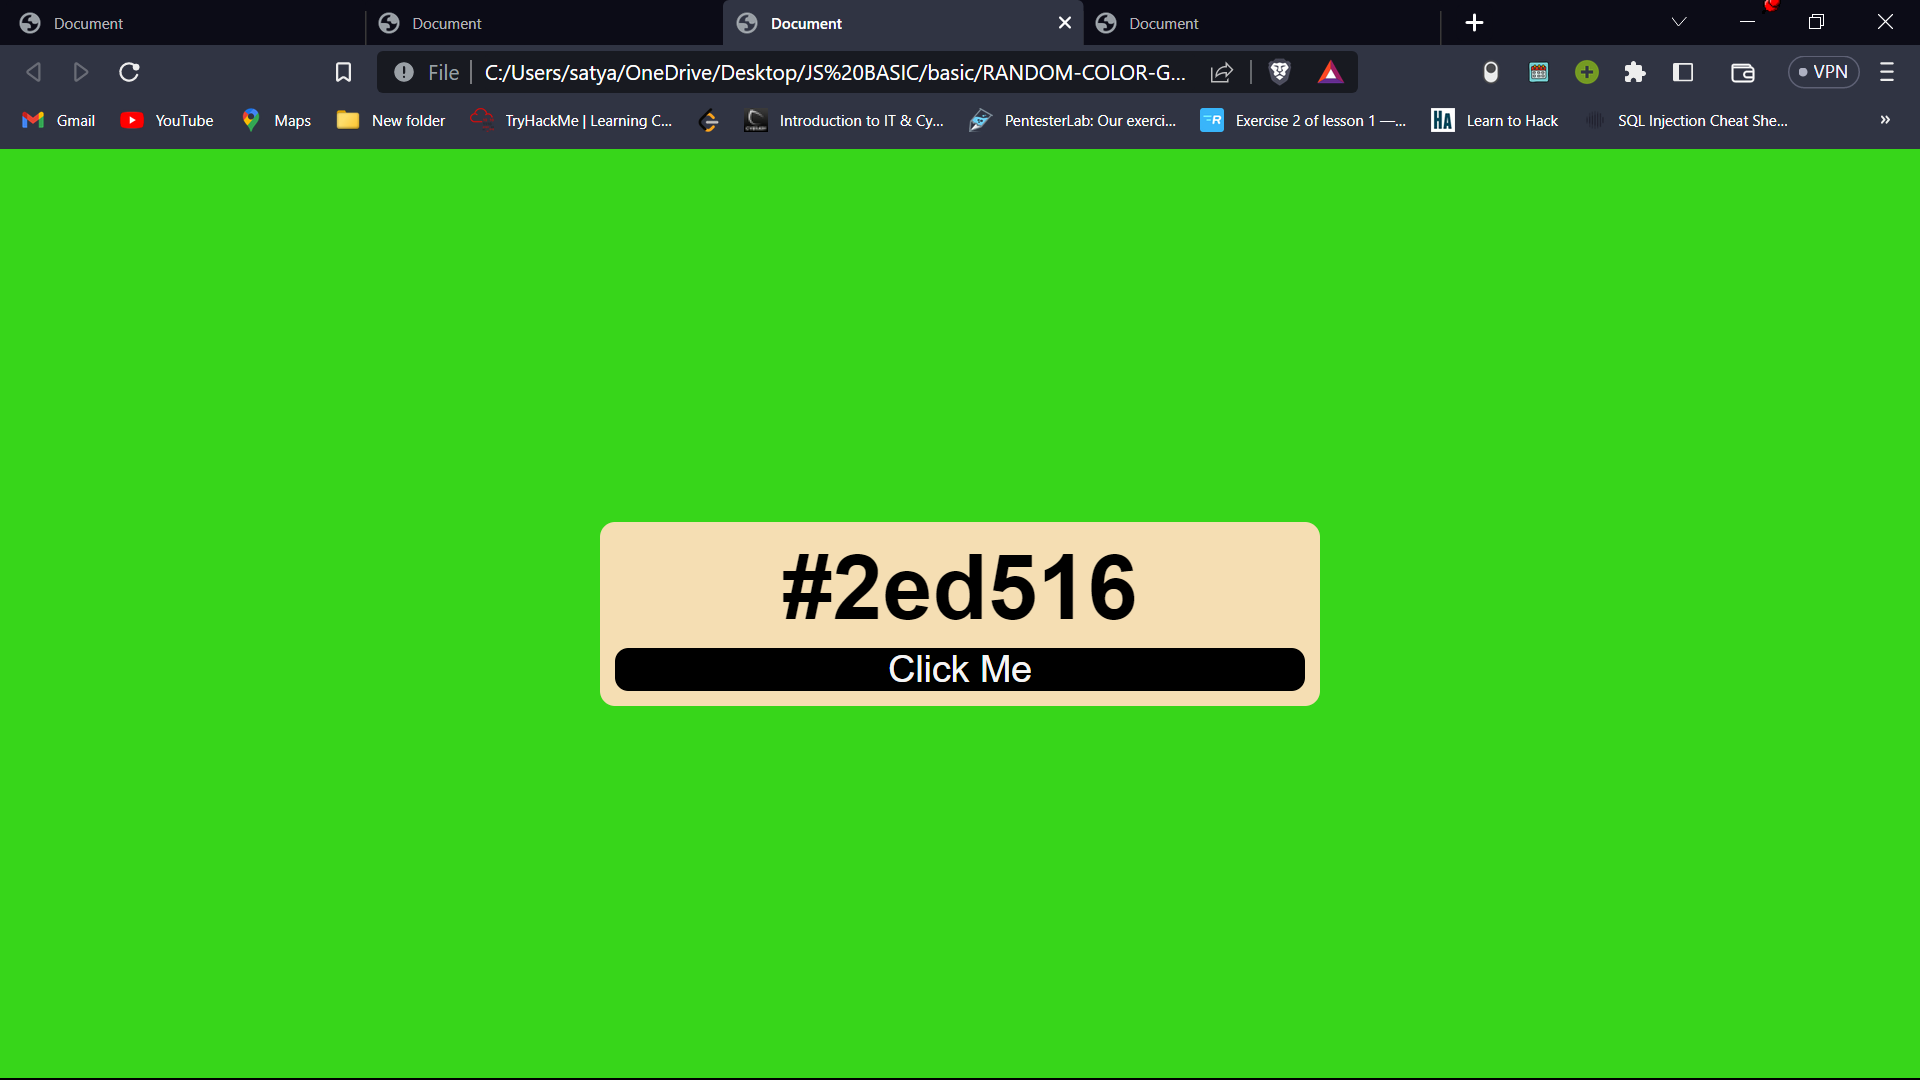 Document
Document
Document
Document
File
C:/Users/satya/OneDrive/Desktop/JS%20BASIC/basic/RANDOM-COLOR-G...
VPN
Gmail
YouTube
Maps
New folder
TryHackMe | Learning C...
Introduction to IT & Cy...
PentesterLab: Our exerci...
Exercise 2 of lesson 1 —...
HA
Learn to Hack
SQL Injection Cheat She...
»
#2ed516
Click Me